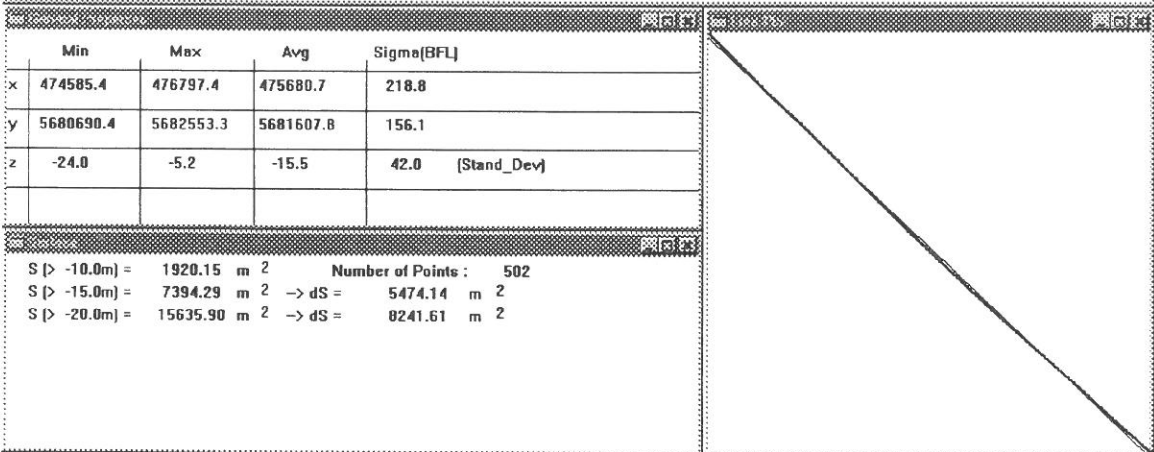 Min Max Avg Sigma(BFL)
x 474585.4 476797.4 475680.7 218.8
y 5680690.4 5682553.3 5681607.8 156.1
z -24.0 -5.2 -15.5 42.0 (Stand_Dev)
S (> -10.0m) = 1920.15 m 2 Number of Points : 502
S (> -15.0m) = 7394.29 m 2 -> dS = 5474.14 m 2
S (> -20.0m) = 15635.90 m 2 -> dS = 8241.61 m 2